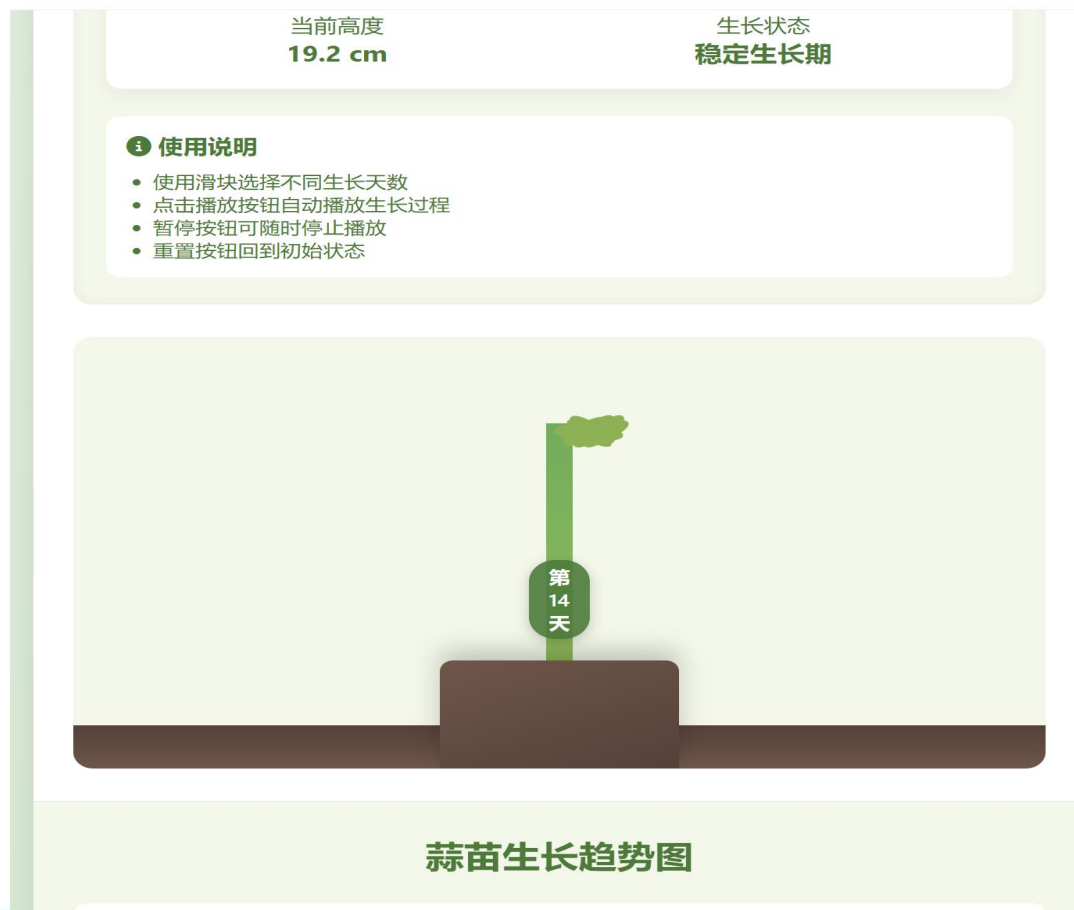 当前高度
19.2 cm
生长状态
稳定生长期
使用说明
使用滑块选择不同生长天数
点击播放按钮自动播放生长过程
暂停按钮可随时停止播放
重置按钮回到初始状态
第
14
天
蒜苗生长趋势图